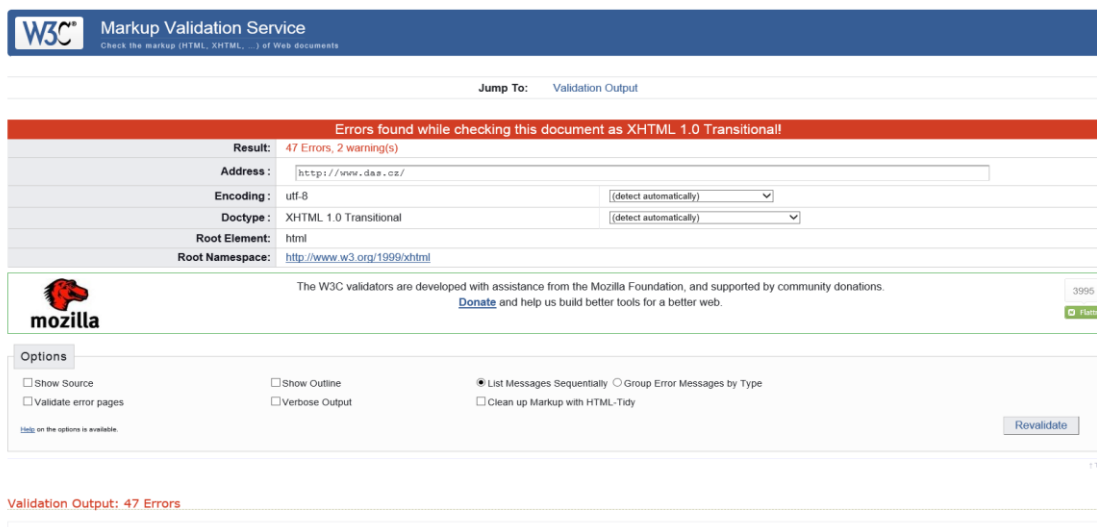 W3C® Markup Validation Service
Check the markup (HTML, XHTML, ...) of Web documents
Jump To: Validation Output
Errors found while checking this document as XHTML 1.0 Transitional!
Result: 47 Errors, 2 warning(s)
Address : http://www.das.cz/
Encoding : utf-8 (detect automatically)
Doctype : XHTML 1.0 Transitional (detect automatically)
Root Element: html
Root Namespace: http://www.w3.org/1999/xhtml
The W3C validators are developed with assistance from the Mozilla Foundation, and supported by community donations.
Donate and help us build better tools for a better web.
3995
mozilla
Options
Show Source Show Outline List Messages Sequentially Group Error Messages by Type
Validate error pages Verbose Output Clean up Markup with HTML-Tidy
Help on the options is available. Revalidate
Validation Output: 47 Errors